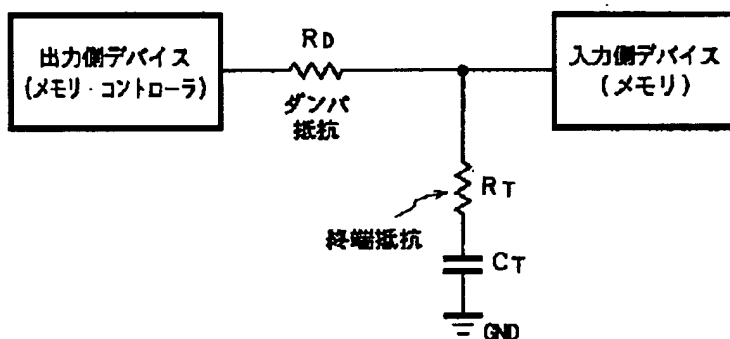 出力側デバイス
(メモリ・コントローラ)
RD
ダンパ
抵抗
入力側デバイス
(メモリ)
RT
終端抵抗
CT
GND